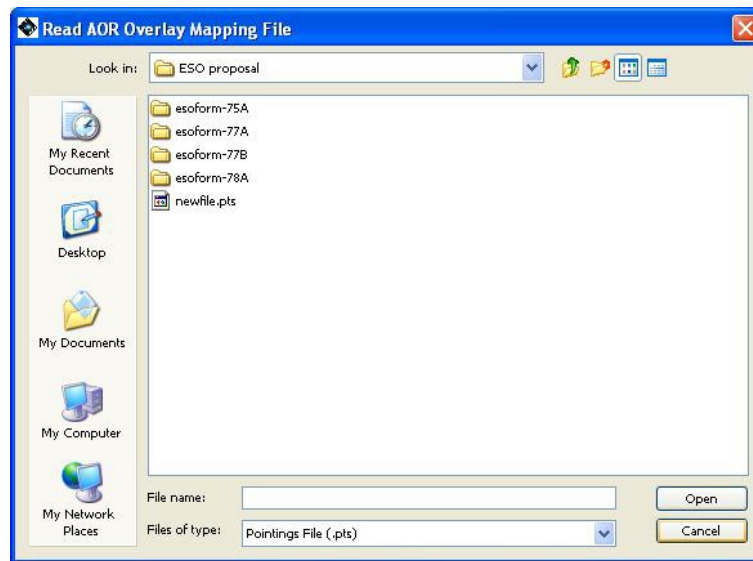 Read AOR Overlay Mapping File
Look in:
ESO proposal
My Recent
Documents
Desktop
My Documents
My Computer
My Network
Places
esoform-75A
esoform-77A
esoform-77B
esoform-78A
newfile.pts
File name:
Open
Files of type:
Pointings File (.pts)
Cancel